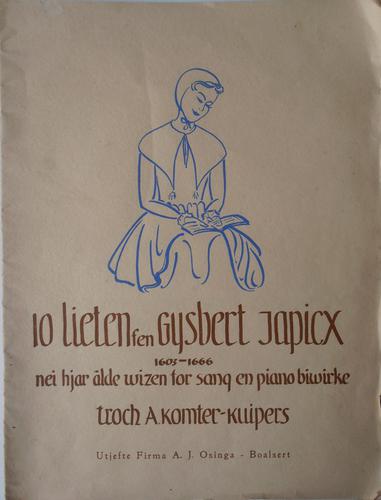 10 lieten fen Gysbert Japicx
1603-1666
nei hjar âlde wizen for sang en piano biwirke
troch A. Komter-Kuipers
Utjefte Firma A. J. Osinga - Boalsert